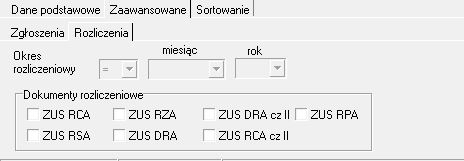 Dane podstawowe Zaawansowane Sortowanie
Zgłoszenia Rozliczenia
miesiąc rok
Okres
rozliczeniowy =
Dokumenty rozliczeniowe
ZUS RCA ZUS RZA ZUS DRA cz II ZUS RPA
ZUS RSA ZUS DRA ZUS RCA cz II